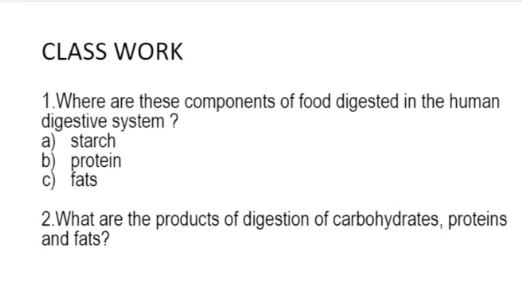 CLASS WORK
1.Where are these components of food digested in the human
digestive system ?
a) starch
b) protein
c) fats
2.What are the products of digestion of carbohydrates, proteins
and fats?